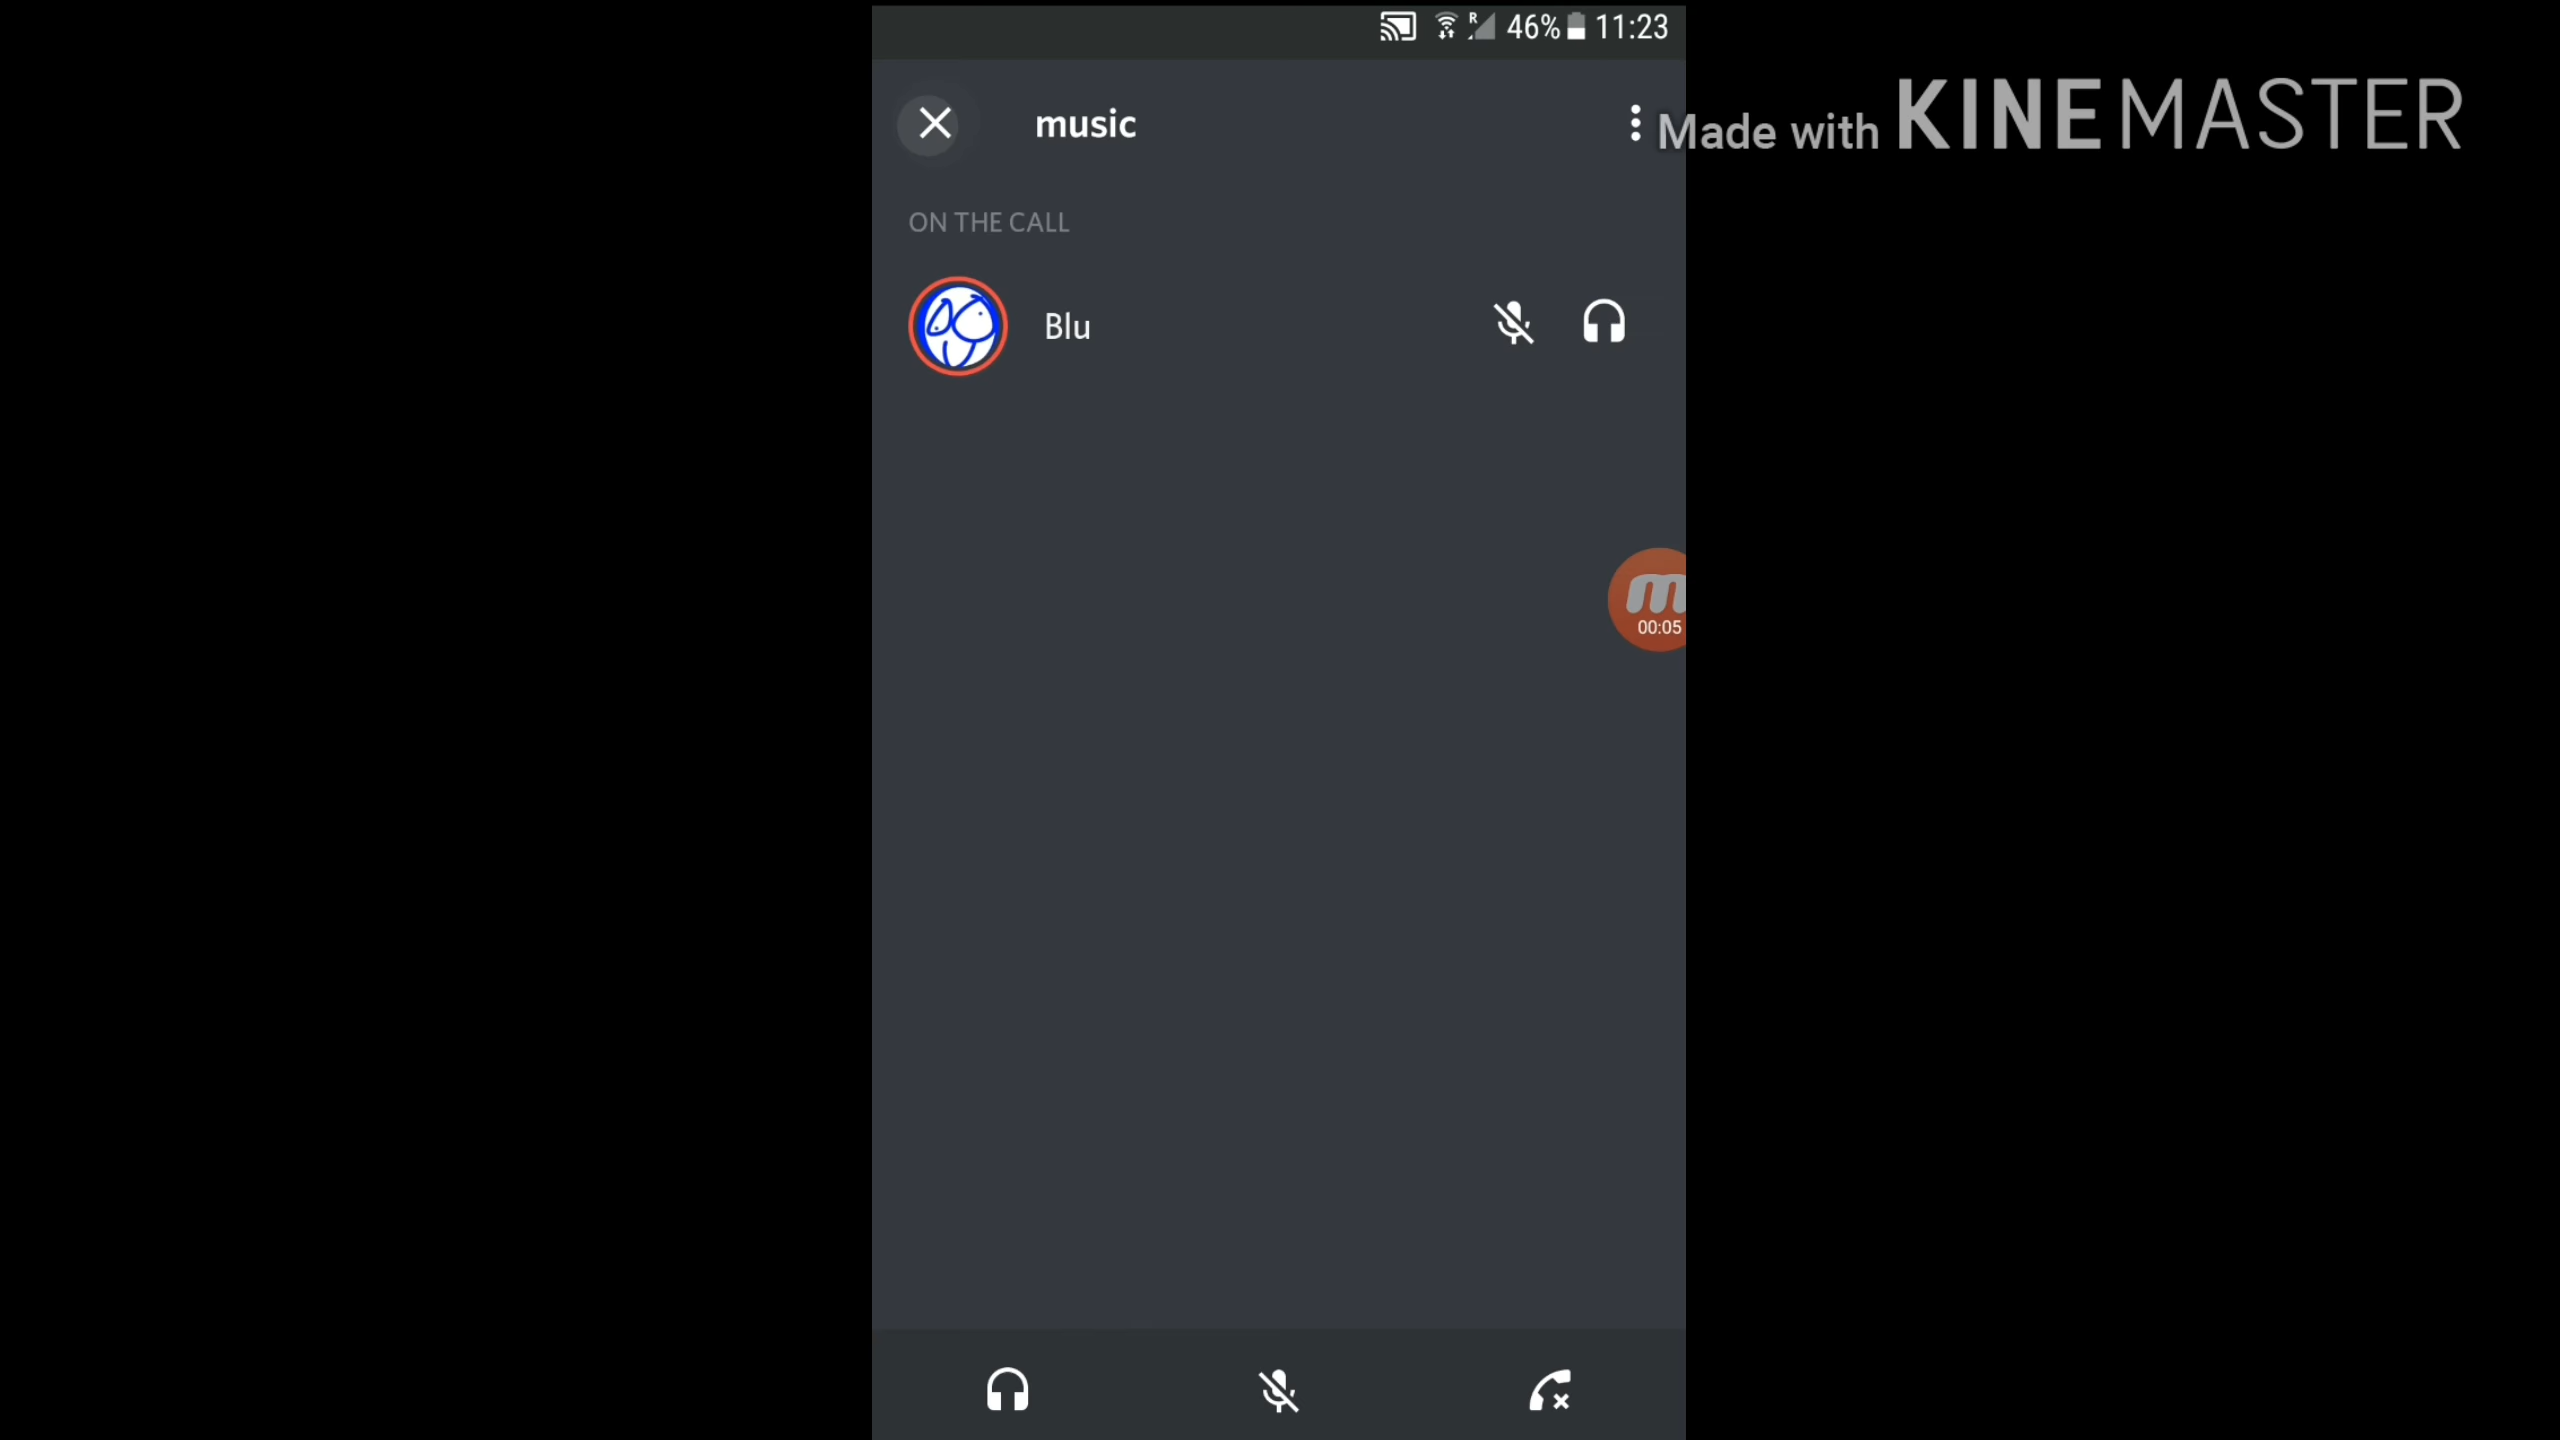 R 46% 11:23
music
Made with KINEMASTER
ON THE CALL
Blu
m
00:05